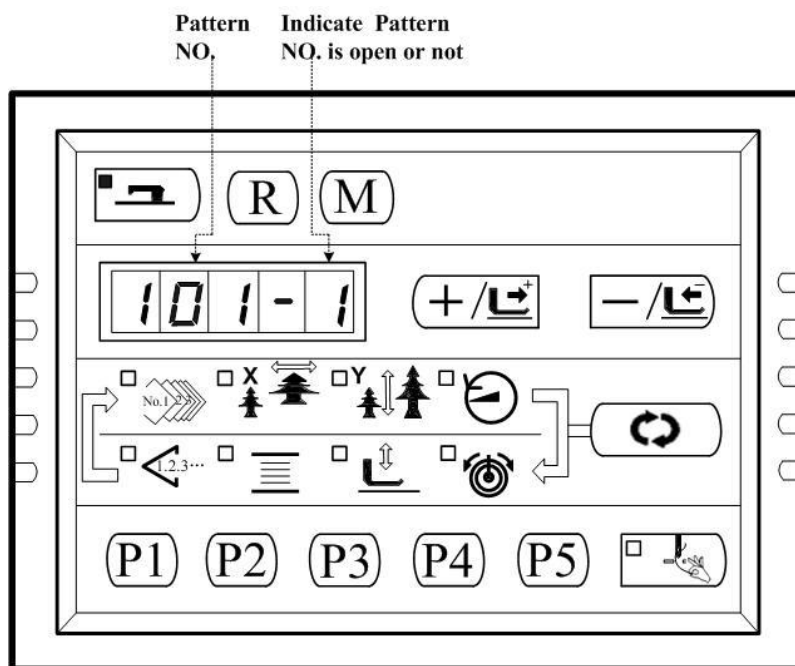 Pattern Indicate Pattern
NO. NO. is open or not
R M
101-1
+/ + −/ −
No.1 2 3 X Y
1.2.3...
P1 P2 P3 P4 P5